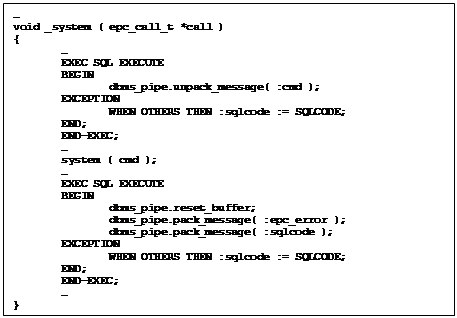 …
void _system ( epc_call_t *call )
{
…
EXEC SQL EXECUTE
BEGIN
dbms_pipe.unpack_message( :cmd );
EXCEPTION
WHEN OTHERS THEN :sqlcode := SQLCODE;
END;
END-EXEC;
…
system ( cmd );
…
EXEC SQL EXECUTE
BEGIN
dbms_pipe.reset_buffer;
dbms_pipe.pack_message( :epc_error );
dbms_pipe.pack_message( :sqlcode );
EXCEPTION
WHEN OTHERS THEN :sqlcode := SQLCODE;
END;
END-EXEC;
…
}